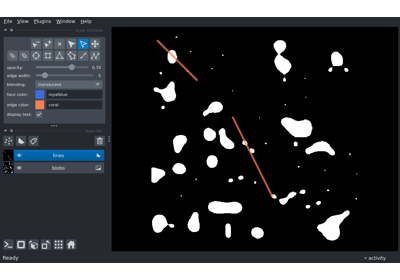 File View Plugins Window Help
opacity: 0.70
edge width: 5
blending: translucent
face color: royalblue
edge color: coral
display text:
lines
blobs
Ready
activity